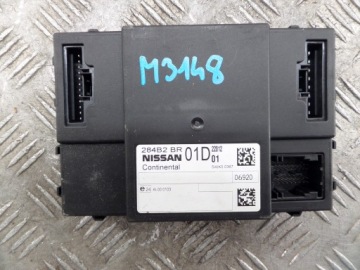 M3148
284B2 BR
NISSAN 01D
01
Continental
06920